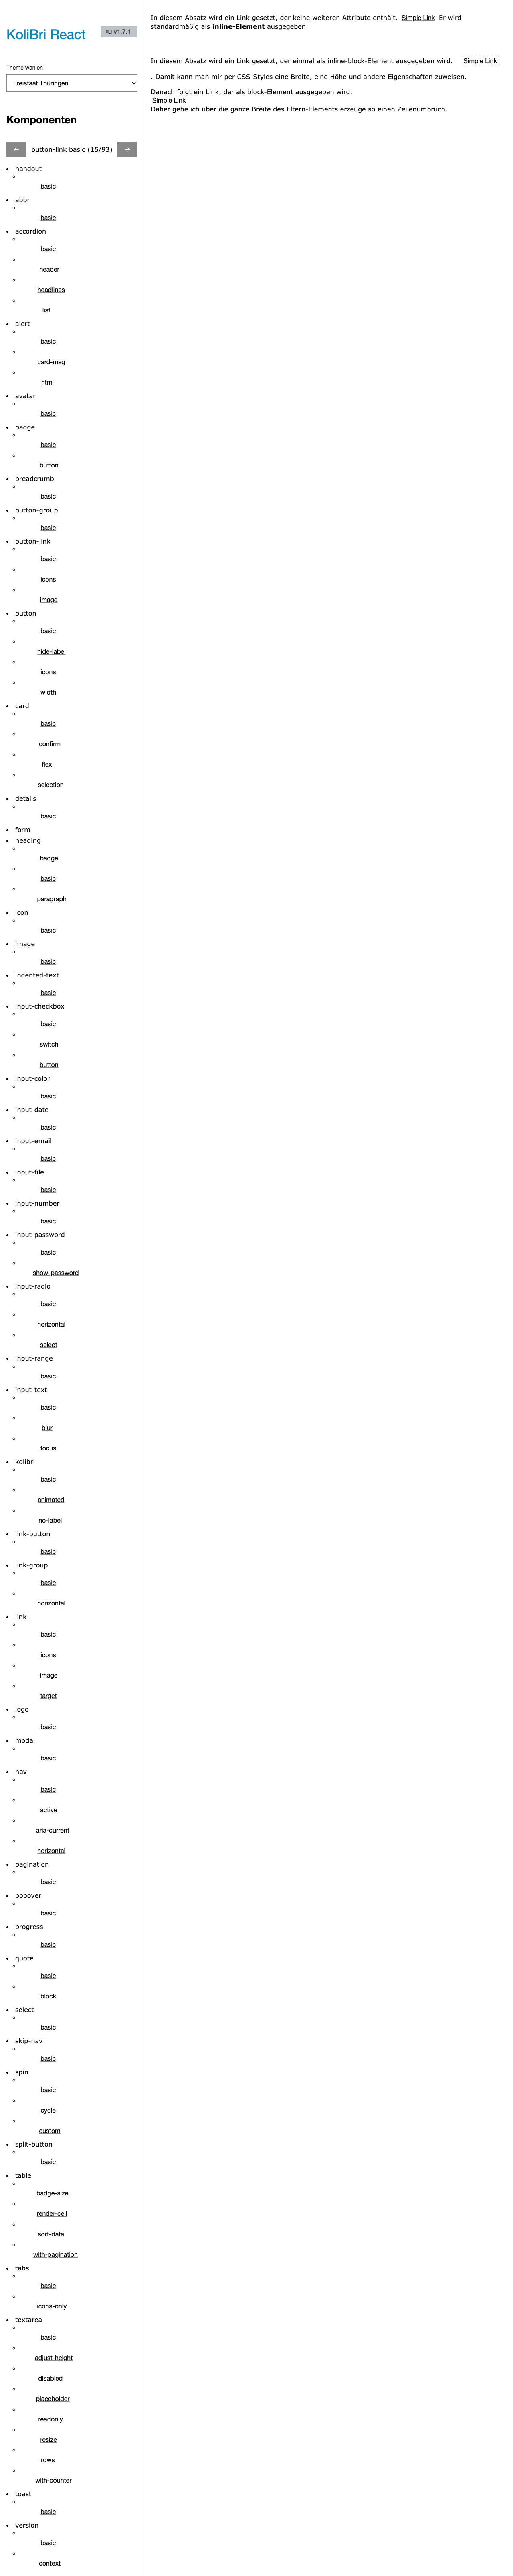 KoliBri React
v1.7.1
Theme wählen
Freistaat Thüringen
Komponenten
button-link basic (15/93)
handout
basic
abbr
basic
accordion
basic
header
headlines
list
alert
basic
card-msg
html
avatar
basic
badge
basic
button
breadcrumb
basic
button-group
basic
button-link
basic
icons
image
button
basic
hide-label
icons
width
card
basic
confirm
flex
selection
details
basic
form
heading
badge
basic
paragraph
icon
basic
image
basic
indented-text
basic
input-checkbox
basic
switch
button
input-color
basic
input-date
basic
input-email
basic
input-file
basic
input-number
basic
input-password
basic
show-password
input-radio
basic
horizontal
select
input-range
basic
input-text
basic
blur
focus
kolibri
basic
animated
no-label
link-button
basic
link-group
basic
horizontal
link
basic
icons
image
target
logo
basic
modal
basic
nav
basic
active
aria-current
horizontal
pagination
basic
popover
basic
progress
basic
quote
basic
block
select
basic
skip-nav
basic
spin
basic
cycle
custom
split-button
basic
table
badge-size
render-cell
sort-data
with-pagination
tabs
basic
icons-only
textarea
basic
adjust-height
disabled
placeholder
readonly
resize
rows
with-counter
toast
basic
version
basic
context
In diesem Absatz wird ein Link gesetzt, der keine weiteren Attribute enthält. Simple Link Er wird
standardmäßig als inline-Element ausgegeben.
In diesem Absatz wird ein Link gesetzt, der einmal als inline-block-Element ausgegeben wird. Simple Link
. Damit kann man mir per CSS-Styles eine Breite, eine Höhe und andere Eigenschaften zuweisen.
Danach folgt ein Link, der als block-Element ausgegeben wird.
Simple Link
Daher gehe ich über die ganze Breite des Eltern-Elements erzeuge so einen Zeilenumbruch.